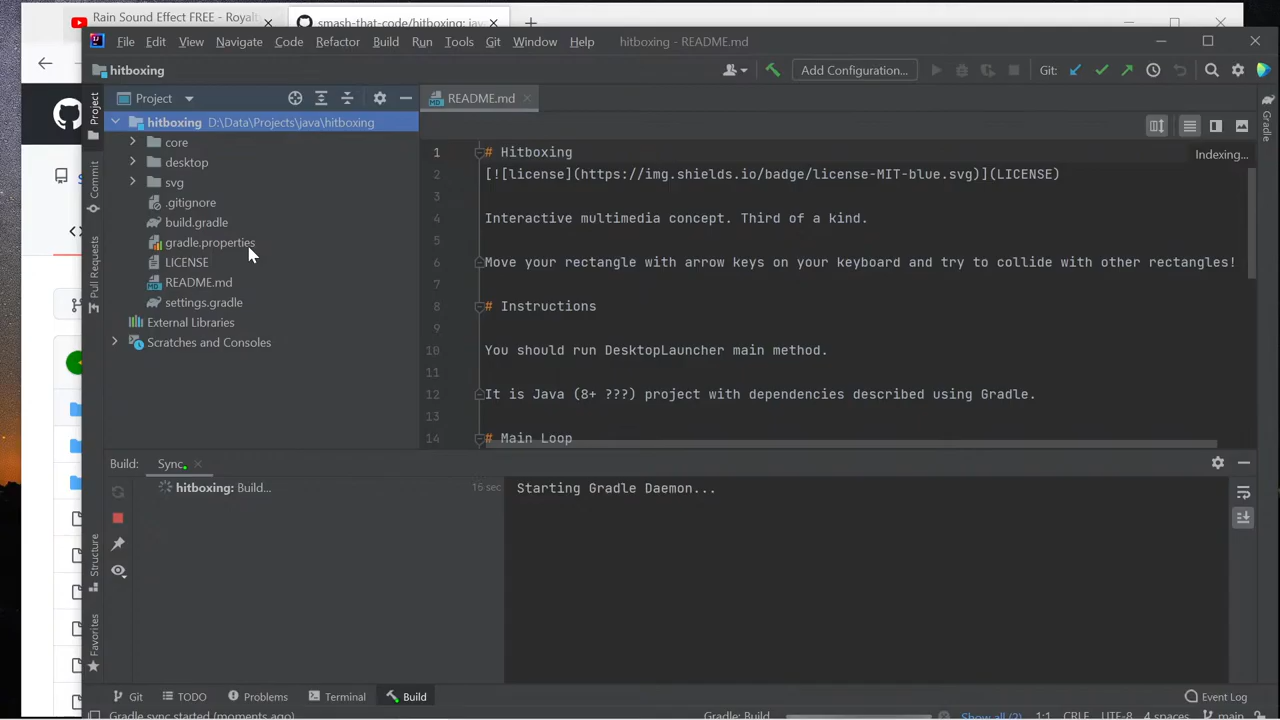 Rain Sound Effect FREE - Royalt
smash-that-code/hitboxing: jav
File Edit View Navigate Code Refactor Build Run Tools Git Window Help hitboxing - README.md
hitboxing
Add Configuration...
Git:
Project
README.md
hitboxing D:\Data\Projects\java\hitboxing
core
desktop
svg
.gitignore
build.gradle
gradle.properties
LICENSE
README.md
settings.gradle
External Libraries
Scratches and Consoles
Project
Commit
Pull Requests
Structure
Favorites
Gradle
Indexing...
1 # Hitboxing
2 [![license](https://img.shields.io/badge/license-MIT-blue.svg)](LICENSE)
3
4 Interactive multimedia concept. Third of a kind.
5
6 Move your rectangle with arrow keys on your keyboard and try to collide with other rectangles!
7
8 # Instructions
9
10 You should run DesktopLauncher main method.
11
12 It is Java (8+ ???) project with dependencies described using Gradle.
13
14 # Main Loop
Build: Sync
hitboxing: Build...
16 sec
Starting Gradle Daemon...
Git TODO Problems Terminal Build Event Log
Gradle sync started (moments ago)
Gradle: Build
Show all (2)
1:1 CRLF UTF-8 4 spaces main